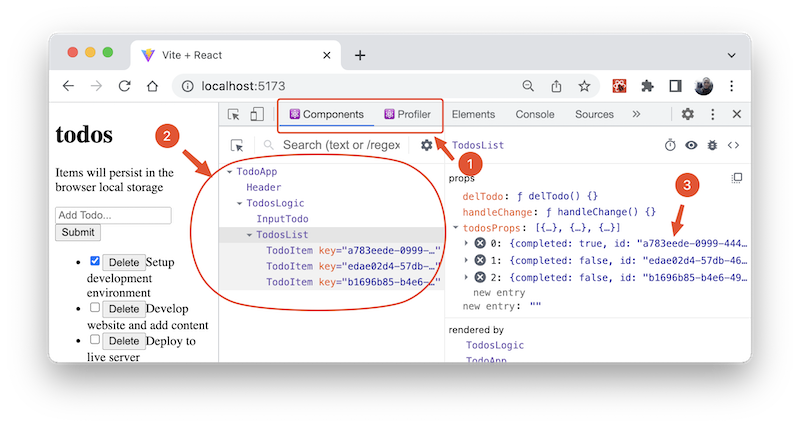 Vite + React
localhost:5173
Components
Profiler
Elements
Console
Sources
todos
2
Search (text or /regex
TodosList
1
Items will persist in the
browser local storage
TodoApp
Header
TodosLogic
InputTodo
TodosList
TodoItem key="a783eede-0999-…"
TodoItem key="edae02d4-57db-…"
TodoItem key="b1696b85-b4e6-…"
props
3
delTodo: ƒ delTodo() {}
handleChange: ƒ handleChange() {}
todosProps: [{…}, {…}, {…}]
0: {completed: true, id: "a783eede-0999-444…
1: {completed: false, id: "edae02d4-57db-46…
2: {completed: false, id: "b1696b85-b4e6-49…
new entry
new entry: ""
Add Todo...
Submit
Delete Setup
development
environment
Delete Develop
website and add content
Delete Deploy to
live server
rendered by
TodosLogic
TodoApp